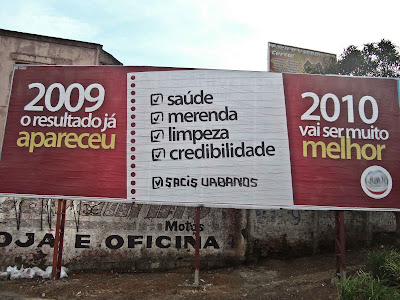 2009
o resultado já
apareceu
saúde
merenda
limpeza
credibilidade
SACIS URBANOS
2010
vai ser muito
melhor
Motos
OJA E OFICINA